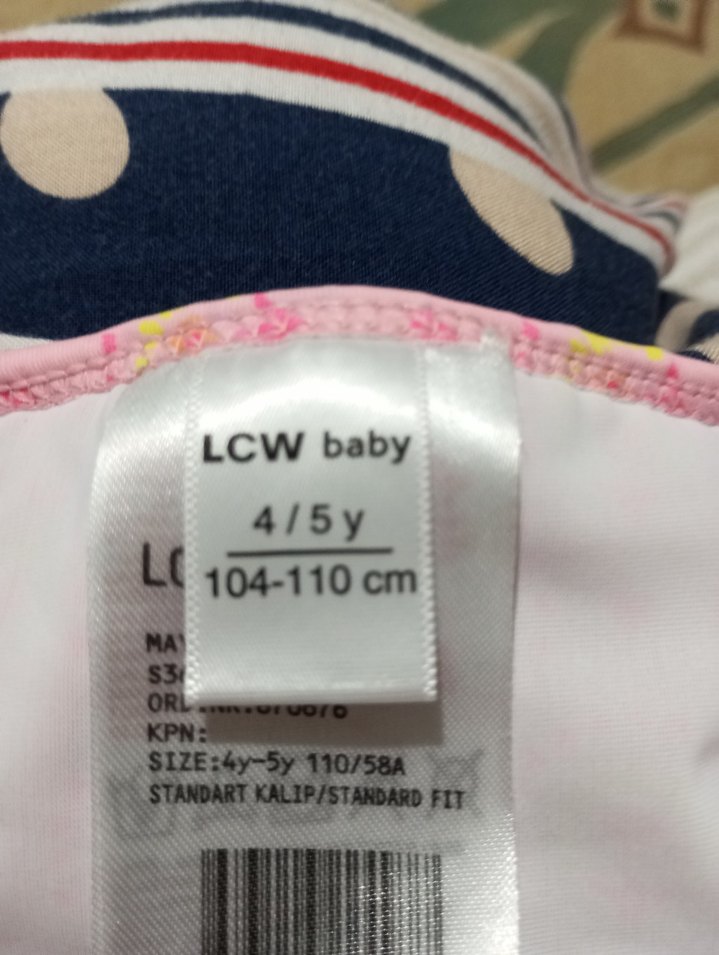 LCW baby
4 / 5 y
104-110 cm
KPN:
SIZE:4y-5y 110/58A
STANDART KALIP/STANDARD FIT